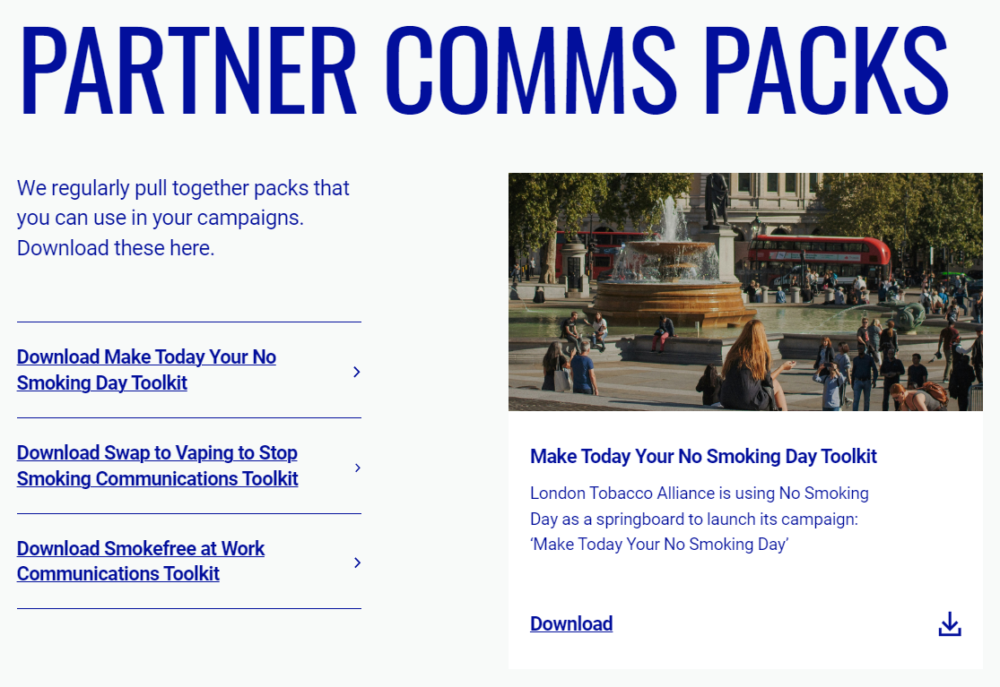 PARTNER COMMS PACKS
We regularly pull together packs that
you can use in your campaigns.
Download these here.
Download Make Today Your No
Smoking Day Toolkit
Download Swap to Vaping to Stop
Smoking Communications Toolkit
Download Smokefree at Work
Communications Toolkit
Make Today Your No Smoking Day Toolkit
London Tobacco Alliance is using No Smoking
Day as a springboard to launch its campaign:
‘Make Today Your No Smoking Day’
Download